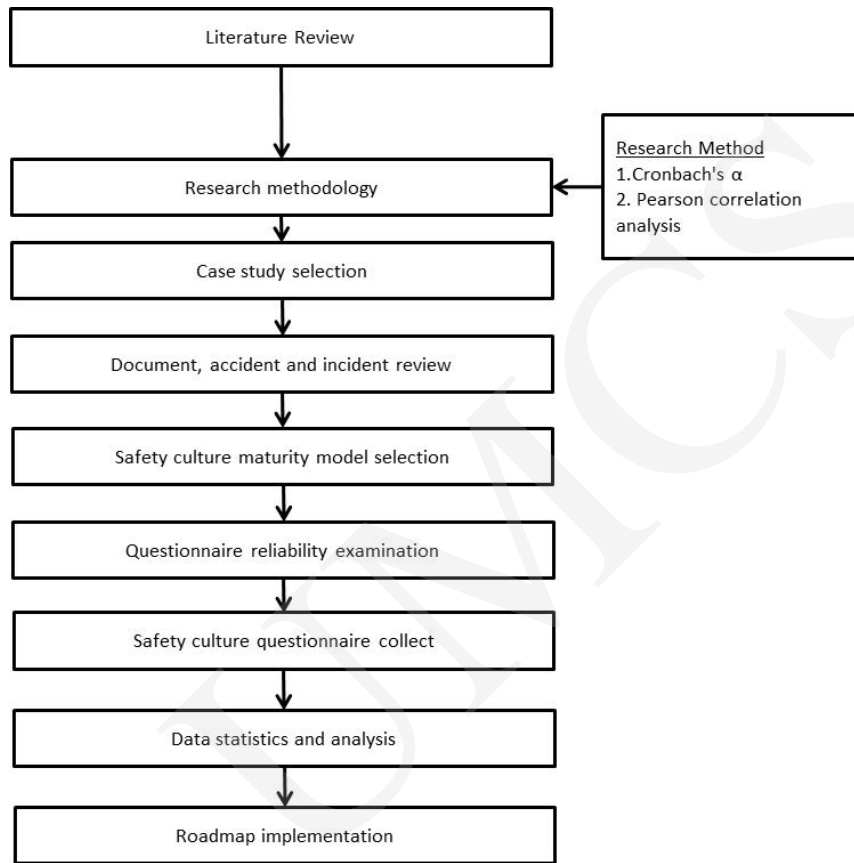 Literature Review
Research Method
1.Cronbach's α
2. Pearson correlation
analysis
Research methodology
Case study selection
Document, accident and incident review
Safety culture maturity model selection
Questionnaire reliability examination
Safety culture questionnaire collect
Data statistics and analysis
Roadmap implementation
UMCS